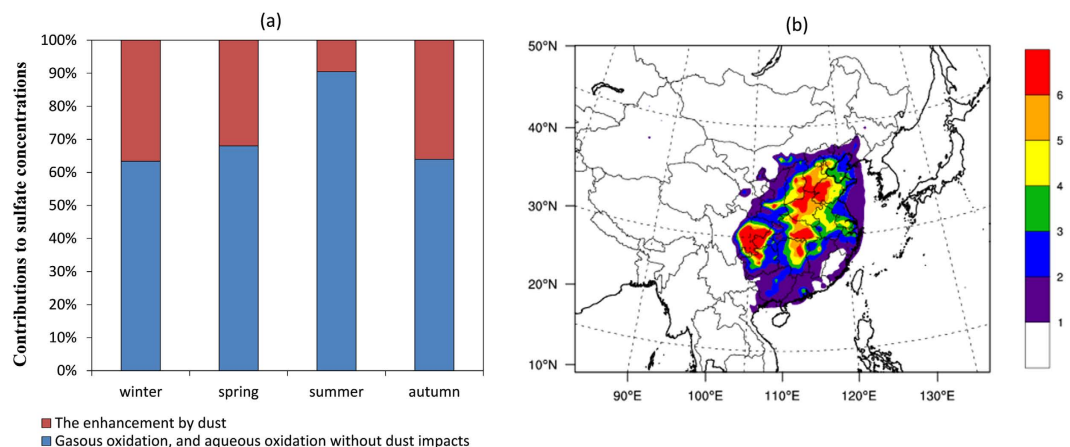 (a)
Contributions to sulfate concentrations
100%
90%
80%
70%
60%
50%
40%
30%
20%
10%
0%
winter spring summer autumn
The enhancement by dust
Gasous oxidation, and aqueous oxidation without dust impacts
(b)
50°N
40°N
30°N
20°N
10°N
90°E 100°E 110°E 120°E 130°E
6
5
4
3
2
1